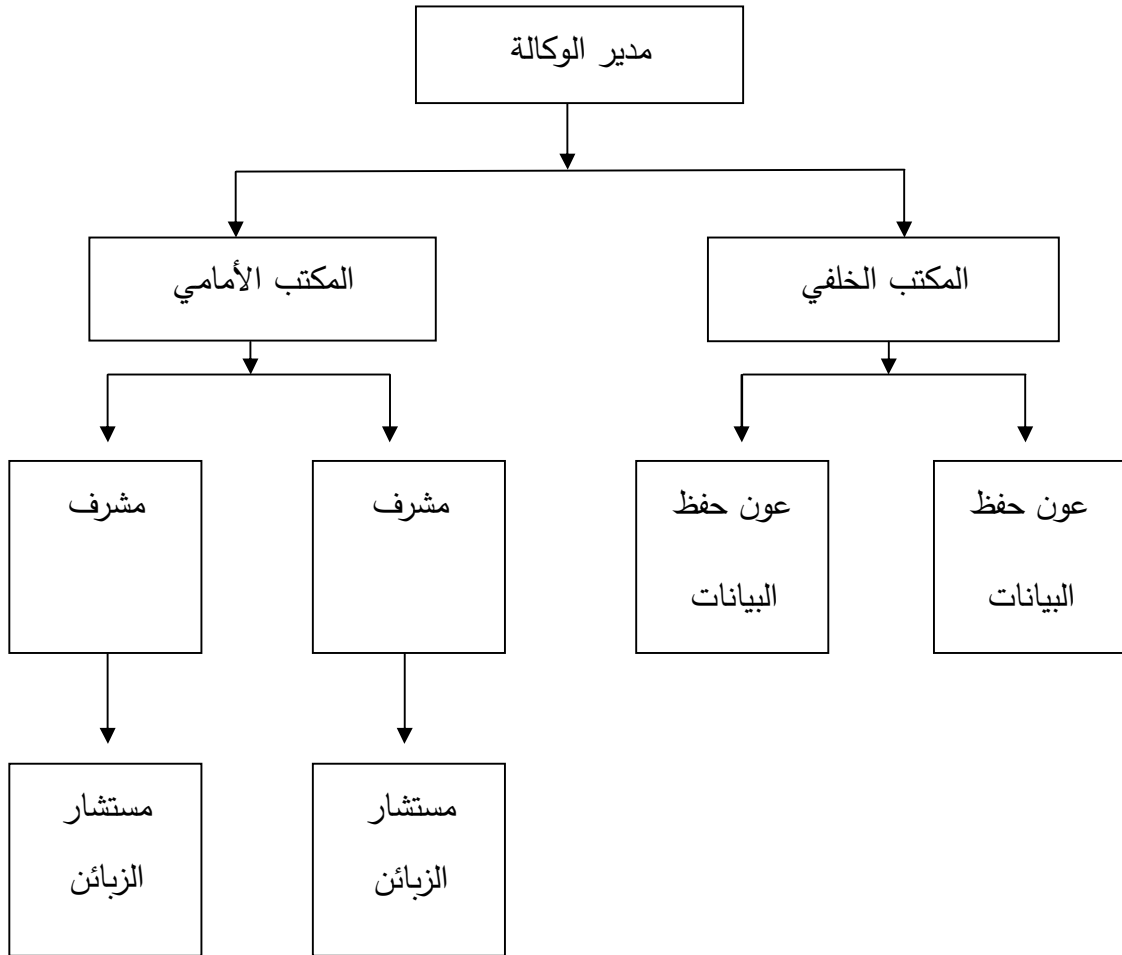 مدير الوكالة
المكتب الخلفي
المكتب الأمامي
عون حفظ
البيانات
عون حفظ
البيانات
مشرف
مشرف
مستشار
الزبائن
مستشار
الزبائن